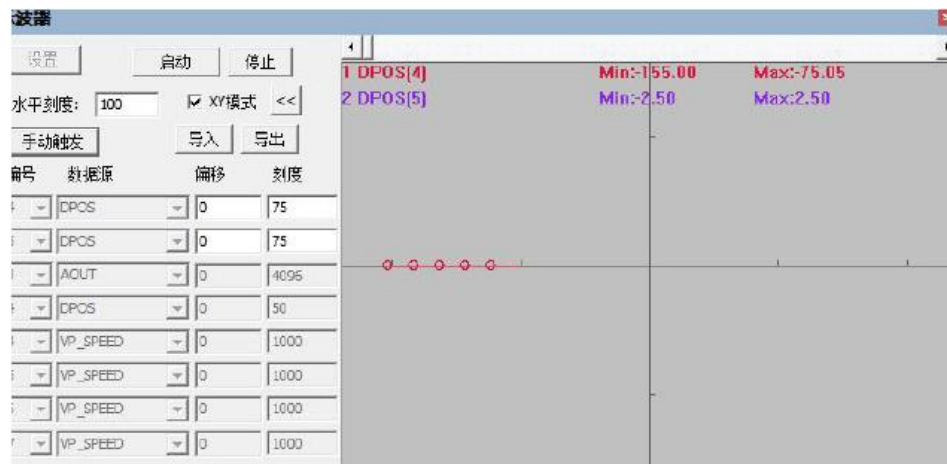 波器
设置 启动 停止
水平刻度: 100 XY模式 <<
手动触发 导入 导出
编号 数据源 偏移 刻度
DPOS 0 75
DPOS 0 75
AOUT 0 4096
DPOS 0 50
VP_SPEED 0 1000
VP_SPEED 0 1000
VP_SPEED 0 1000
VP_SPEED 0 1000
1 DPOS(4) Min:-155.00 Max:-75.05
2 DPOS(5) Min:-2.50 Max:2.50